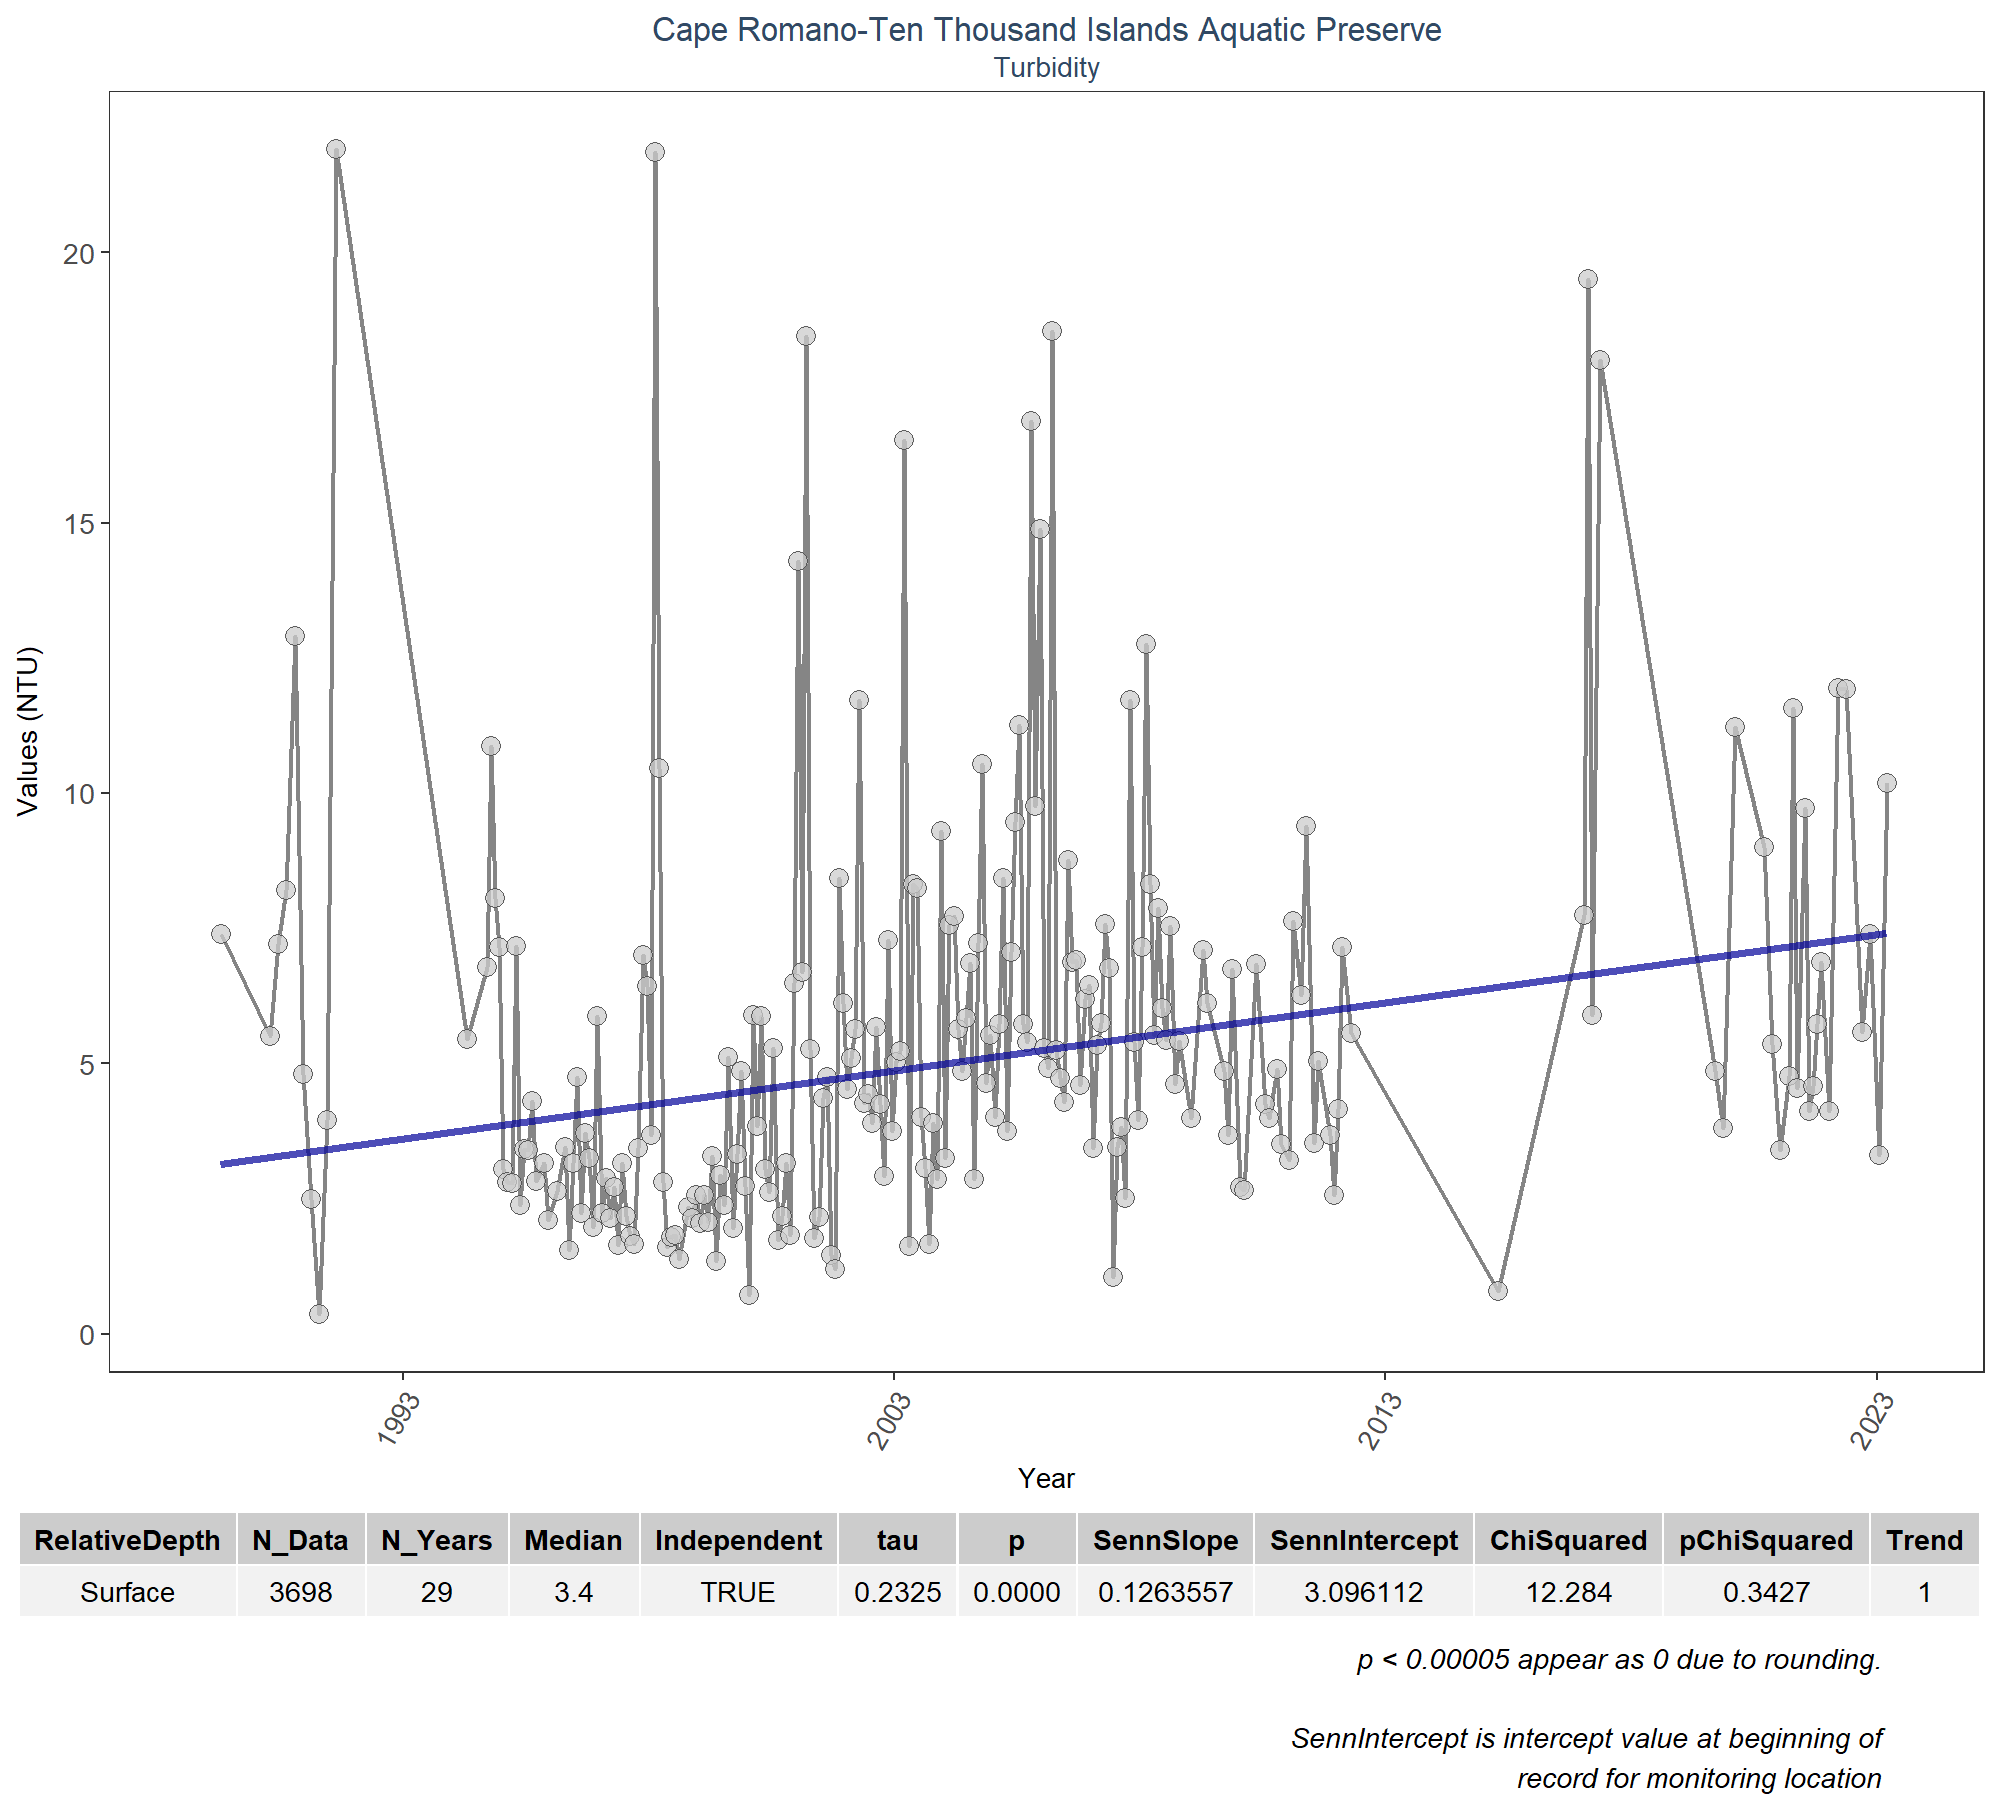 Cape Romano-Ten Thousand Islands Aquatic Preserve
Turbidity
Values (NTU)
20
15
10
5
0
1993 2003 2013 2023
Year
RelativeDepth N_Data N_Years Median Independent tau p SennSlope SennIntercept ChiSquared pChiSquared Trend
Surface 3698 29 3.4 TRUE 0.2325 0.0000 0.1263557 3.096112 12.284 0.3427 1
p < 0.00005 appear as 0 due to rounding.
SennIntercept is intercept value at beginning of
record for monitoring location